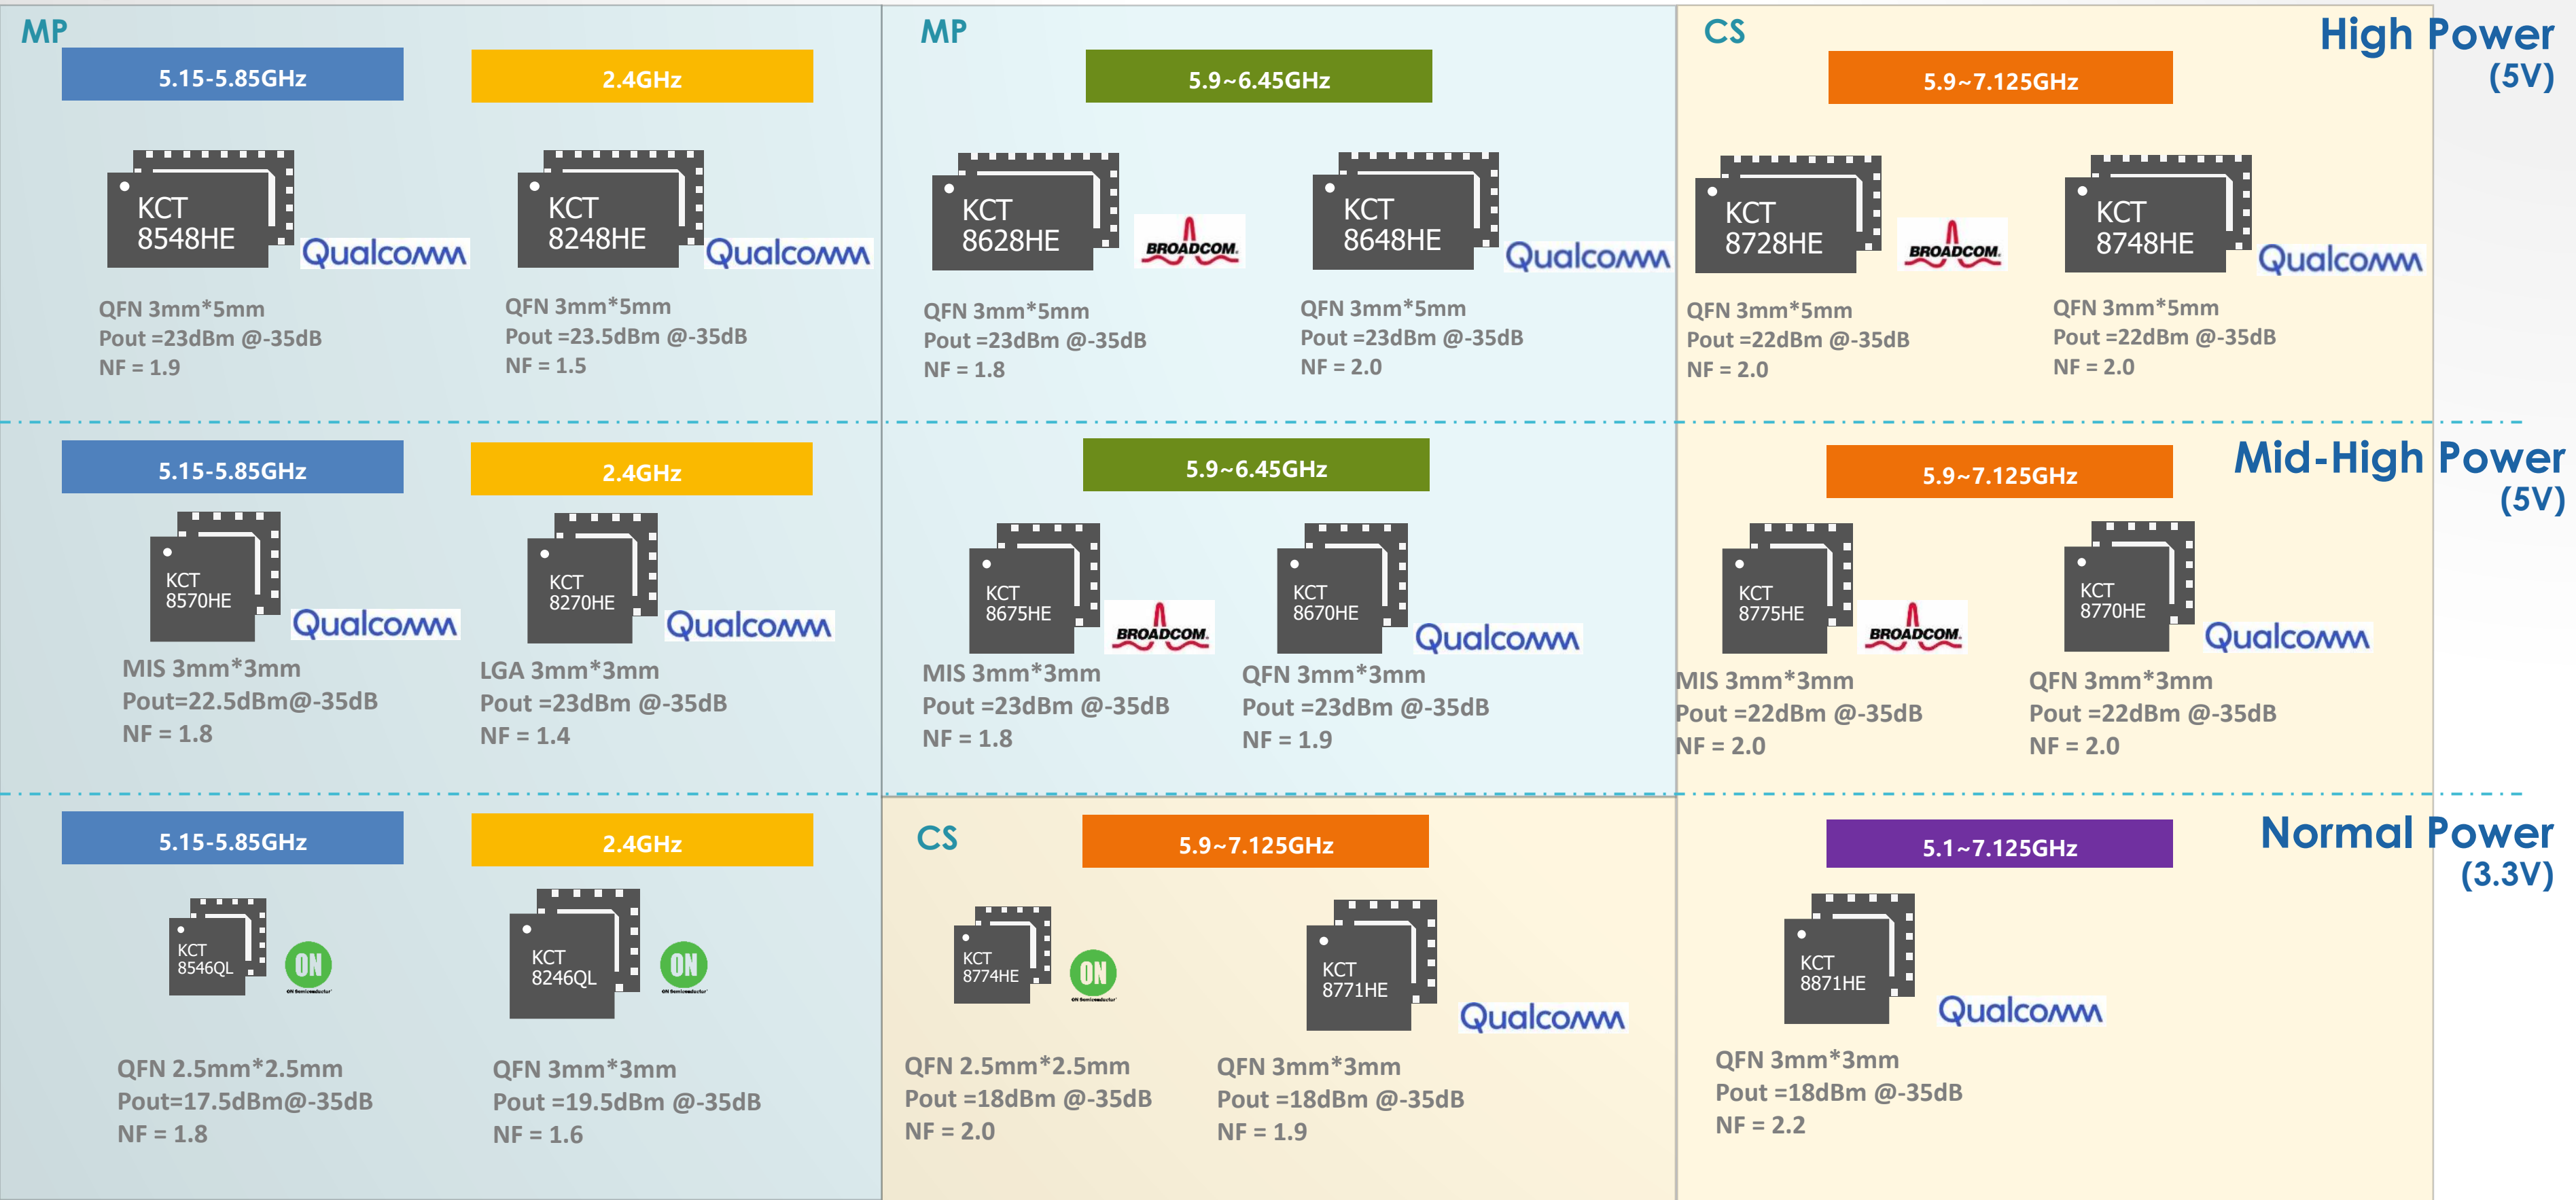 MP
5.15-5.85GHz
2.4GHz
KCT
8548HE
Qualcomm
QFN 3mm*5mm
Pout =23dBm @-35dB
NF = 1.9
KCT
8248HE
Qualcomm
QFN 3mm*5mm
Pout =23.5dBm @-35dB
NF = 1.5
MP
5.9~6.45GHz
KCT
8628HE
BROADCOM.
QFN 3mm*5mm
Pout =23dBm @-35dB
NF = 1.8
KCT
8648HE
Qualcomm
QFN 3mm*5mm
Pout =23dBm @-35dB
NF = 2.0
CS
High Power
(5V)
5.9~7.125GHz
KCT
8728HE
BROADCOM.
QFN 3mm*5mm
Pout =22dBm @-35dB
NF = 2.0
KCT
8748HE
Qualcomm
QFN 3mm*5mm
Pout =22dBm @-35dB
NF = 2.0
5.15-5.85GHz
2.4GHz
KCT
8570HE
Qualcomm
MIS 3mm*3mm
Pout=22.5dBm@-35dB
NF = 1.8
KCT
8270HE
Qualcomm
LGA 3mm*3mm
Pout =23dBm @-35dB
NF = 1.4
5.9~6.45GHz
KCT
8675HE
BROADCOM.
MIS 3mm*3mm
Pout =23dBm @-35dB
NF = 1.8
KCT
8670HE
Qualcomm
QFN 3mm*3mm
Pout =23dBm @-35dB
NF = 1.9
Mid-High Power
(5V)
5.9~7.125GHz
KCT
8775HE
BROADCOM.
MIS 3mm*3mm
Pout =22dBm @-35dB
NF = 2.0
KCT
8770HE
Qualcomm
QFN 3mm*3mm
Pout =22dBm @-35dB
NF = 2.0
5.15-5.85GHz
2.4GHz
KCT
8546QL
ON
ON Semiconductor
QFN 2.5mm*2.5mm
Pout=17.5dBm@-35dB
NF = 1.8
KCT
8246QL
ON
ON Semiconductor
QFN 3mm*3mm
Pout =19.5dBm @-35dB
NF = 1.6
CS
5.9~7.125GHz
KCT
8774HE
ON
ON Semiconductor
QFN 2.5mm*2.5mm
Pout =18dBm @-35dB
NF = 2.0
KCT
8771HE
Qualcomm
QFN 3mm*3mm
Pout =18dBm @-35dB
NF = 1.9
Normal Power
(3.3V)
5.1~7.125GHz
KCT
8871HE
Qualcomm
QFN 3mm*3mm
Pout =18dBm @-35dB
NF = 2.2